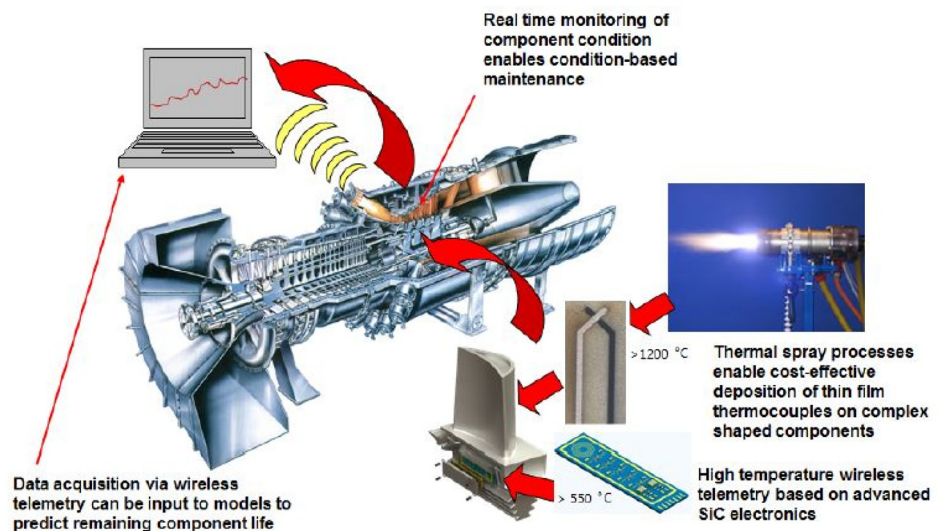 Real time monitoring of
component condition
enables condition-based
maintenance
>1200 °C
Thermal spray processes
enable cost-effective
deposition of thin film
thermocouples on complex
shaped components
> 550 °C
High temperature wireless
telemetry based on advanced
SiC electronics
Data acquisition via wireless
telemetry can be input to models to
predict remaining component life